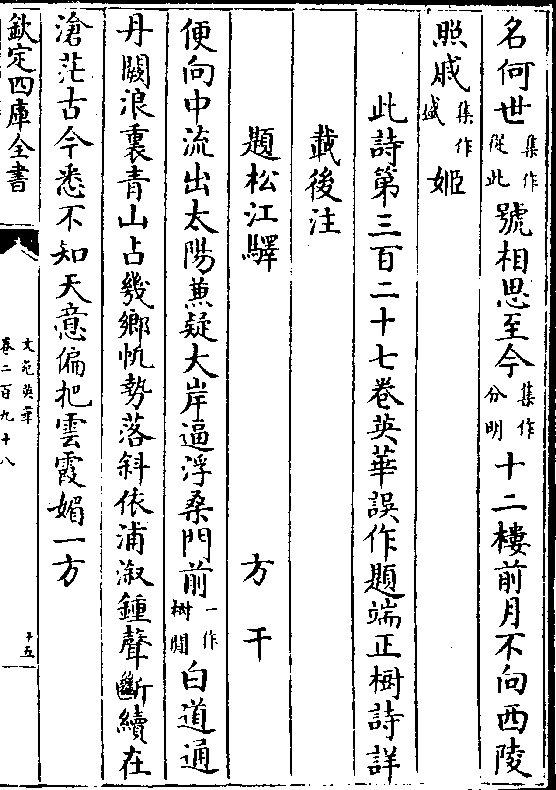 名何世集作從此號相思至今集作分明十二樓前月不向西陵
照戚集作盛姬
此詩第三百二十七卷英華誤作題端正樹詩詳
載後注
題松江驛　方干
便向中流出太陽兼疑大岸逼浮桑門前一作樹間白道通
丹闕浪裏青山占幾鄉帆勢落斜依浦溆鍾聲斷續在
滄茫古今悉不知天意偏把雲霞媚一方
欽定四庫全書
文苑英華
卷二百九十八
十五